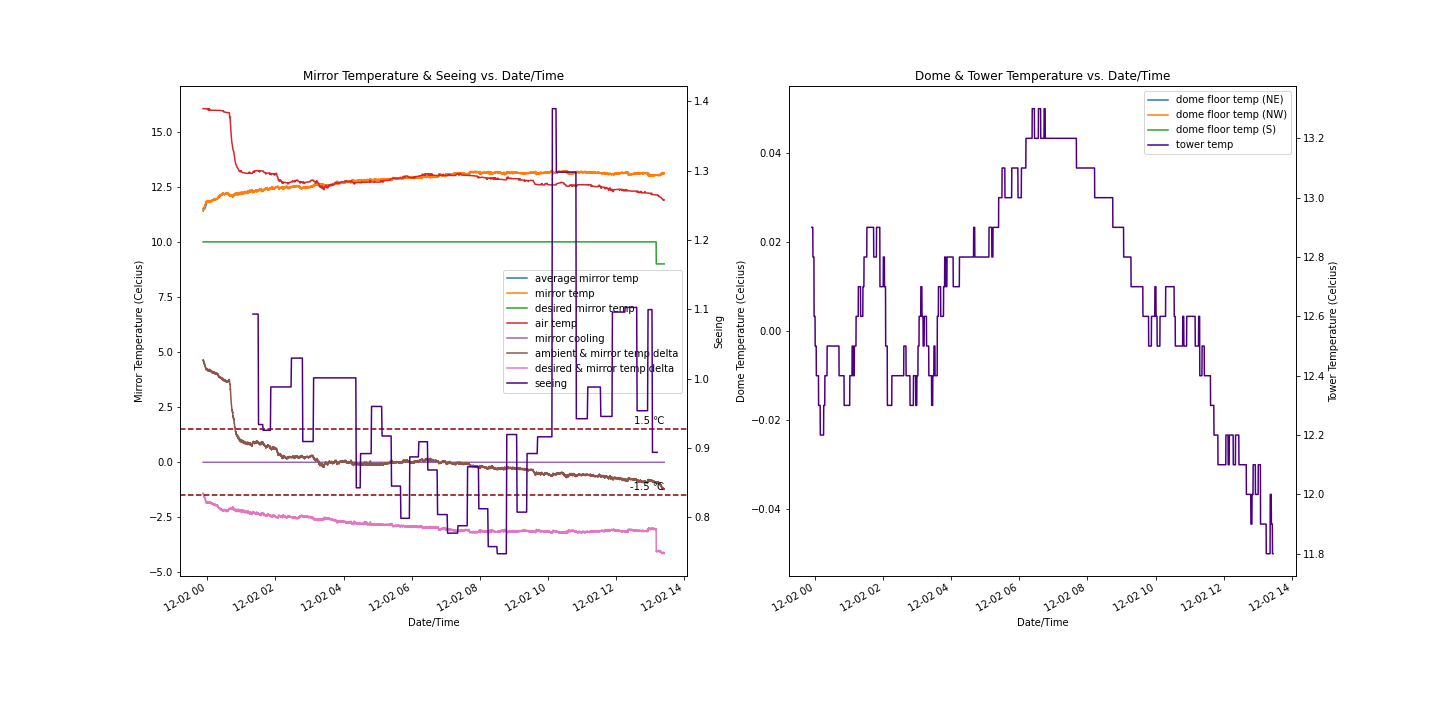 Mirror Temperature & Seeing vs. Date/Time
Mirror Temperature (Celcius)
15.0
12.5
10.0
7.5
5.0
2.5
0.0
−2.5
−5.0
average mirror temp
mirror temp
desired mirror temp
air temp
mirror cooling
ambient & mirror temp delta
desired & mirror temp delta
seeing
1.5 °C
-1.5 °C
1.4
1.3
1.2
1.1
1.0
0.9
0.8
Seeing
12-02 00
12-02 02
12-02 04
12-02 06
12-02 08
12-02 10
12-02 12
12-02 14
Date/Time
Dome & Tower Temperature vs. Date/Time
Dome Temperature (Celcius)
0.04
0.02
0.00
−0.02
−0.04
dome floor temp (NE)
dome floor temp (NW)
dome floor temp (S)
tower temp
13.2
13.0
12.8
12.6
12.4
12.2
12.0
11.8
Tower Temperature (Celcius)
12-02 00
12-02 02
12-02 04
12-02 06
12-02 08
12-02 10
12-02 12
12-02 14
Date/Time